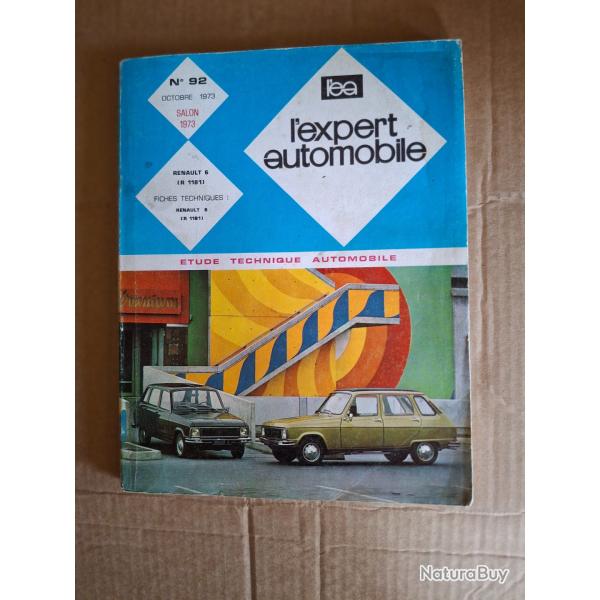 N° 92
OCTOBRE 1973
SALON
1973
l'ea
l'expert
automobile
RENAULT 6
(R 1181)
FICHES TECHNIQUES :
RENAULT 6
(R 1181)
ETUDE TECHNIQUE AUTOMOBILE
NaturaBuy